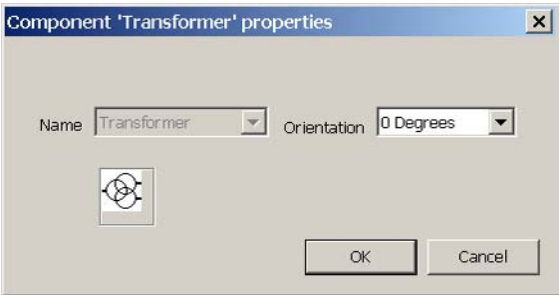 Component 'Transformer' properties
Name Transformer Orientation 0 Degrees
OK Cancel